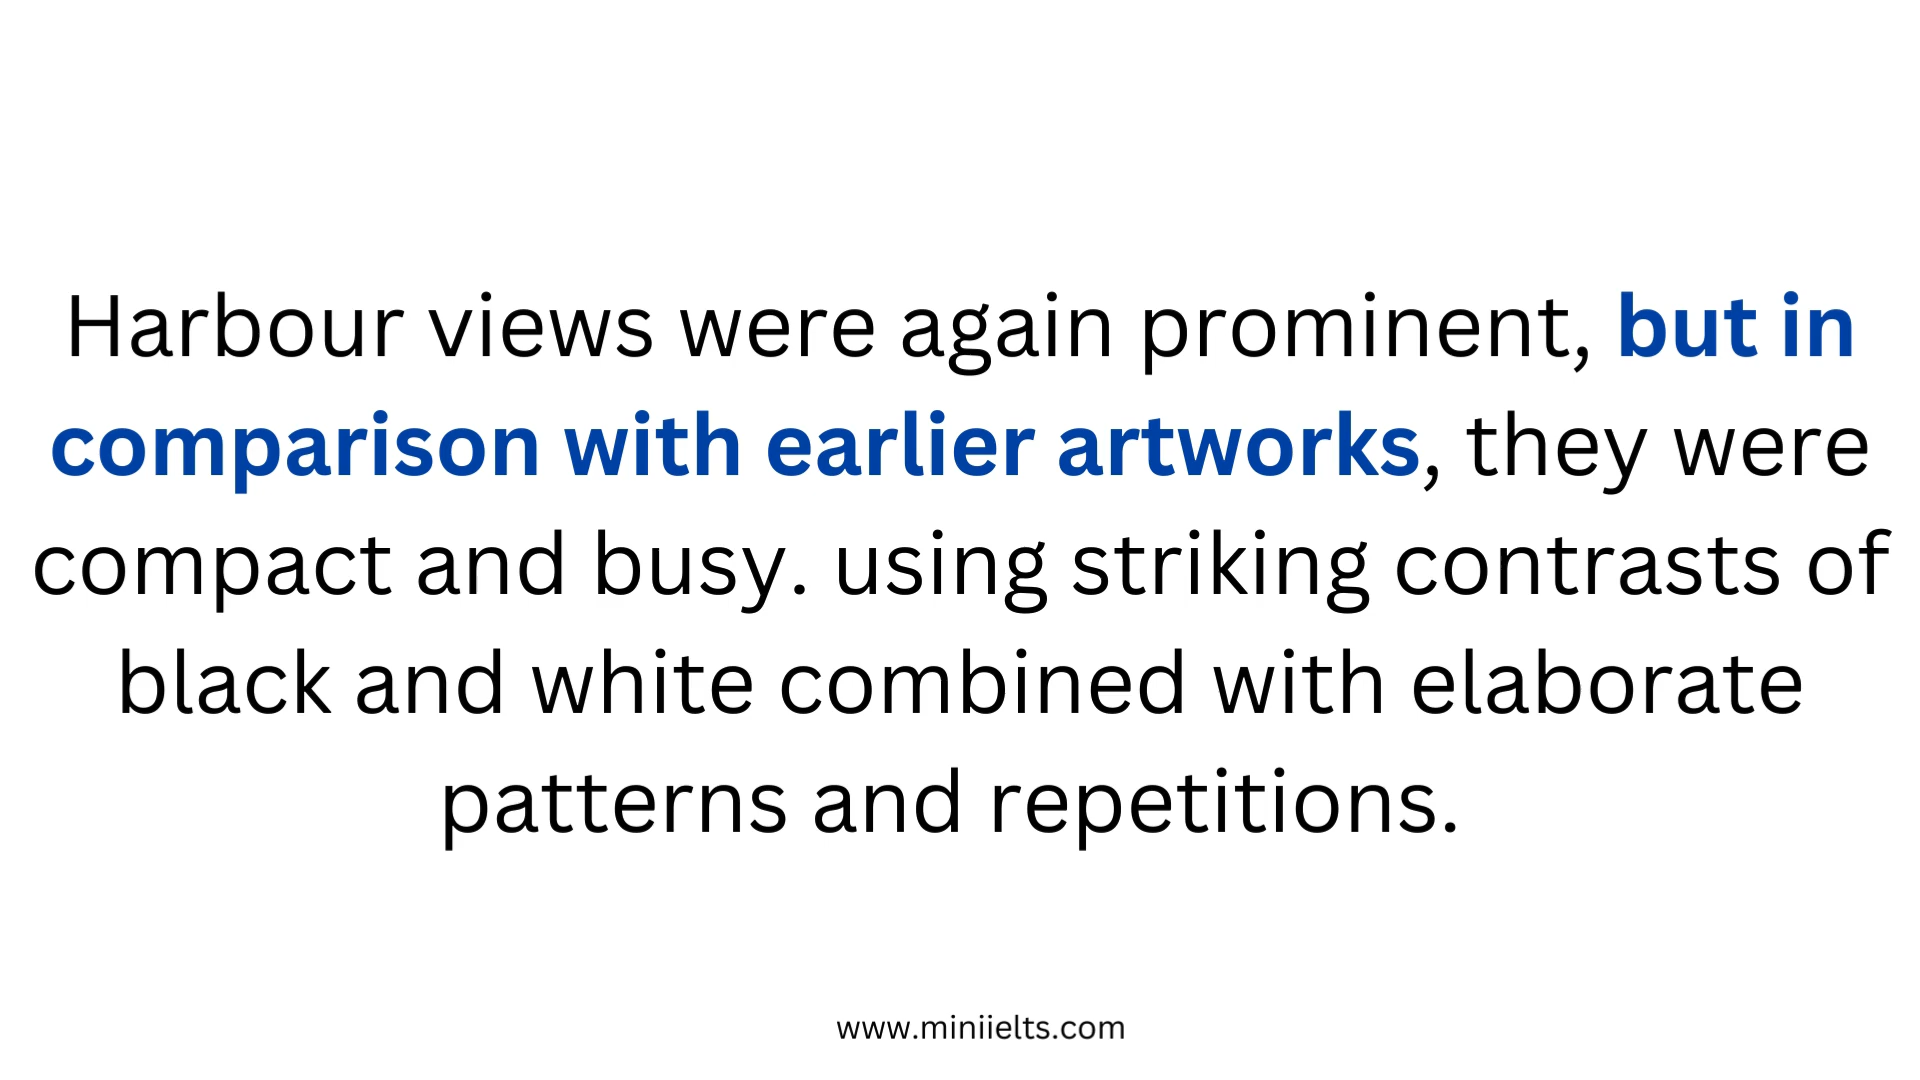 Harbour views were again prominent, but in
comparison with earlier artworks, they were
compact and busy. using striking contrasts of
black and white combined with elaborate
patterns and repetitions.
www.miniielts.com